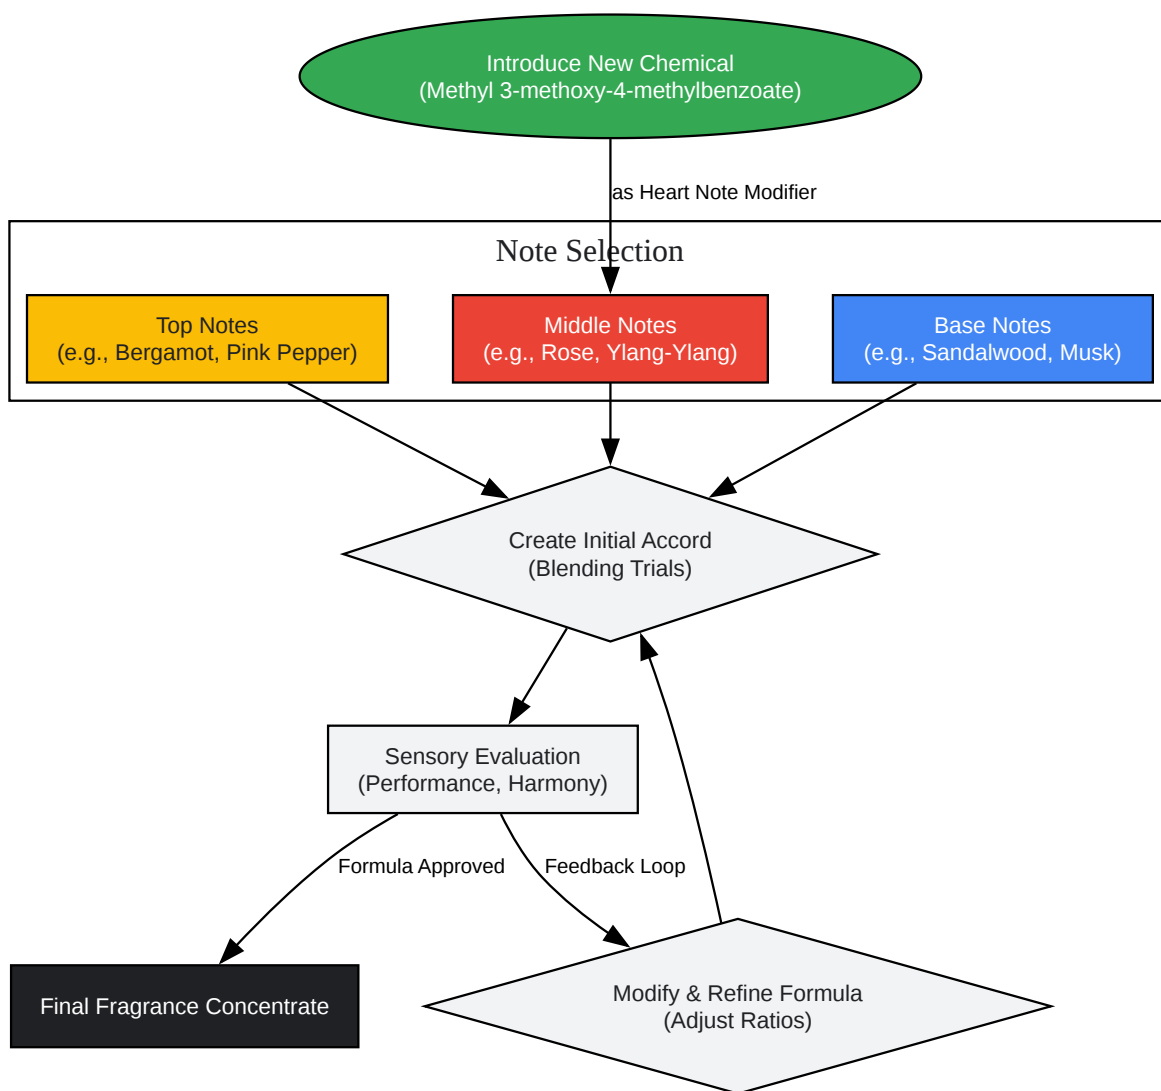 Introduce New Chemical
(Methyl 3-methoxy-4-methylbenzoate)
as Heart Note Modifier
Note Selection
Top Notes
(e.g., Bergamot, Pink Pepper)
Middle Notes
(e.g., Rose, Ylang-Ylang)
Base Notes
(e.g., Sandalwood, Musk)
Create Initial Accord
(Blending Trials)
Sensory Evaluation
(Performance, Harmony)
Formula Approved
Feedback Loop
Final Fragrance Concentrate
Modify & Refine Formula
(Adjust Ratios)